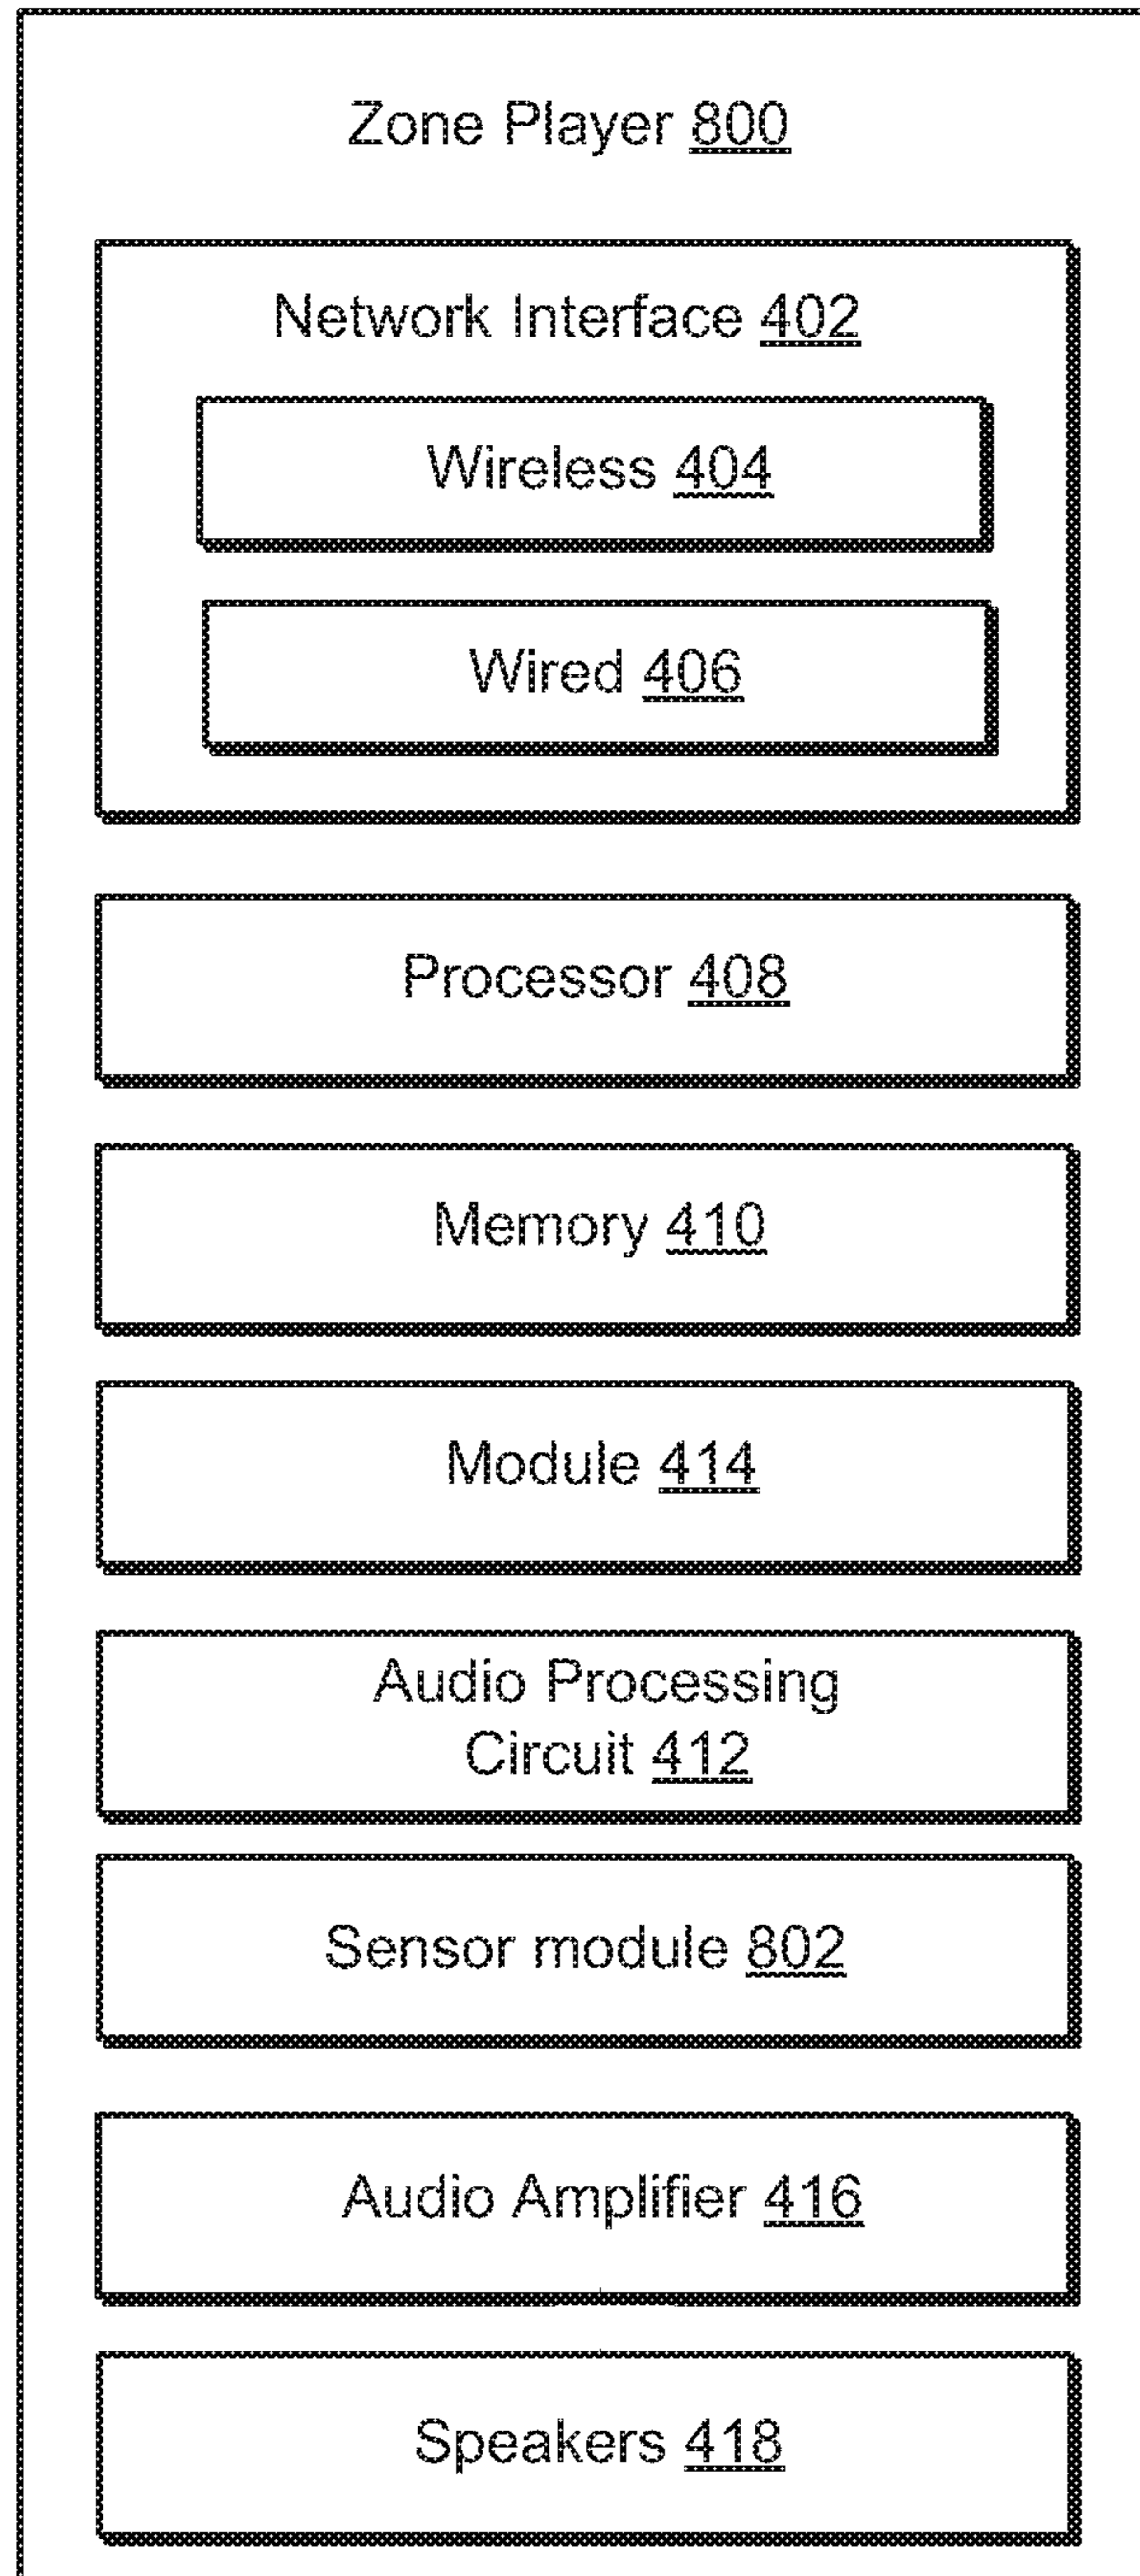 Zone Player 800
Network Interface 402
Wireless 404
Wired 406
Processor 408
Memory 410
Module 414
Audio Processing
Circuit 412
Sensor module 802
Audio Amplifier 416
Speakers 418